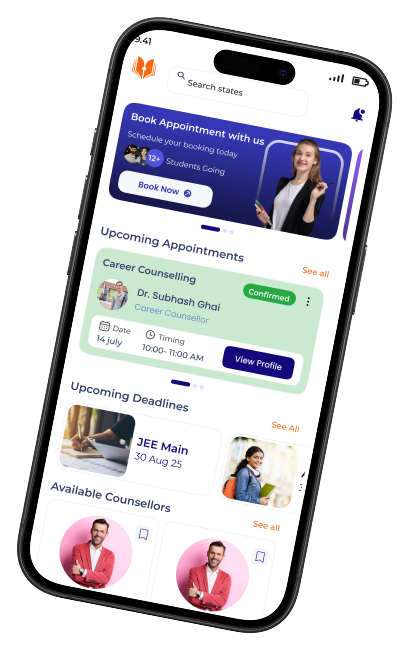 9.41
Search states
Book Appointment with us
Schedule your booking today
12+
Students Going
Book Now
Upcoming Appointments
See all
Career Counselling
Confirmed
Dr. Subhash Ghai
Career Counsellor
Date
Timing
14 july
10:00- 11:00 AM
View Profile
Upcoming Deadlines
See All
JEE Main
30 Aug 25
Available Counsellors
See all